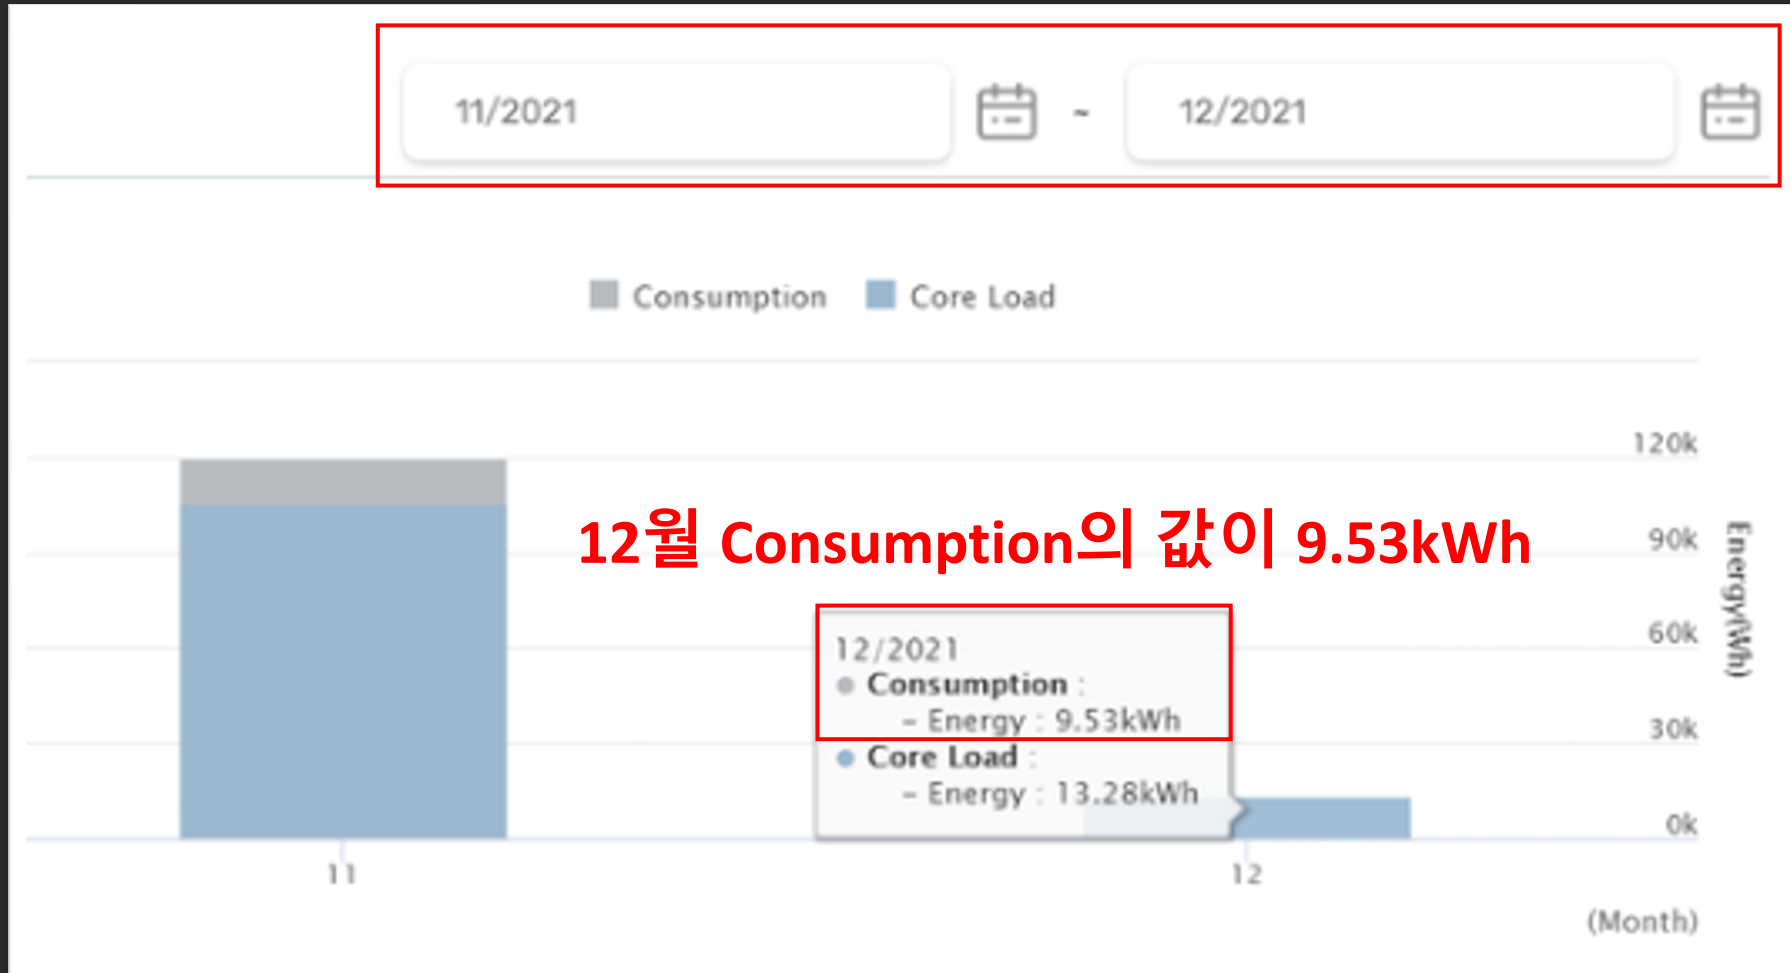 11/2021 ~ 12/2021
Consumption Core Load
120k
12월 Consumption의 값이 9.53kWh
90k
Energy(Wh)
12/2021
Consumption :
– Energy : 9.53kWh
Core Load :
– Energy : 13.28kWh
60k
30k
0k
11 12
(Month)